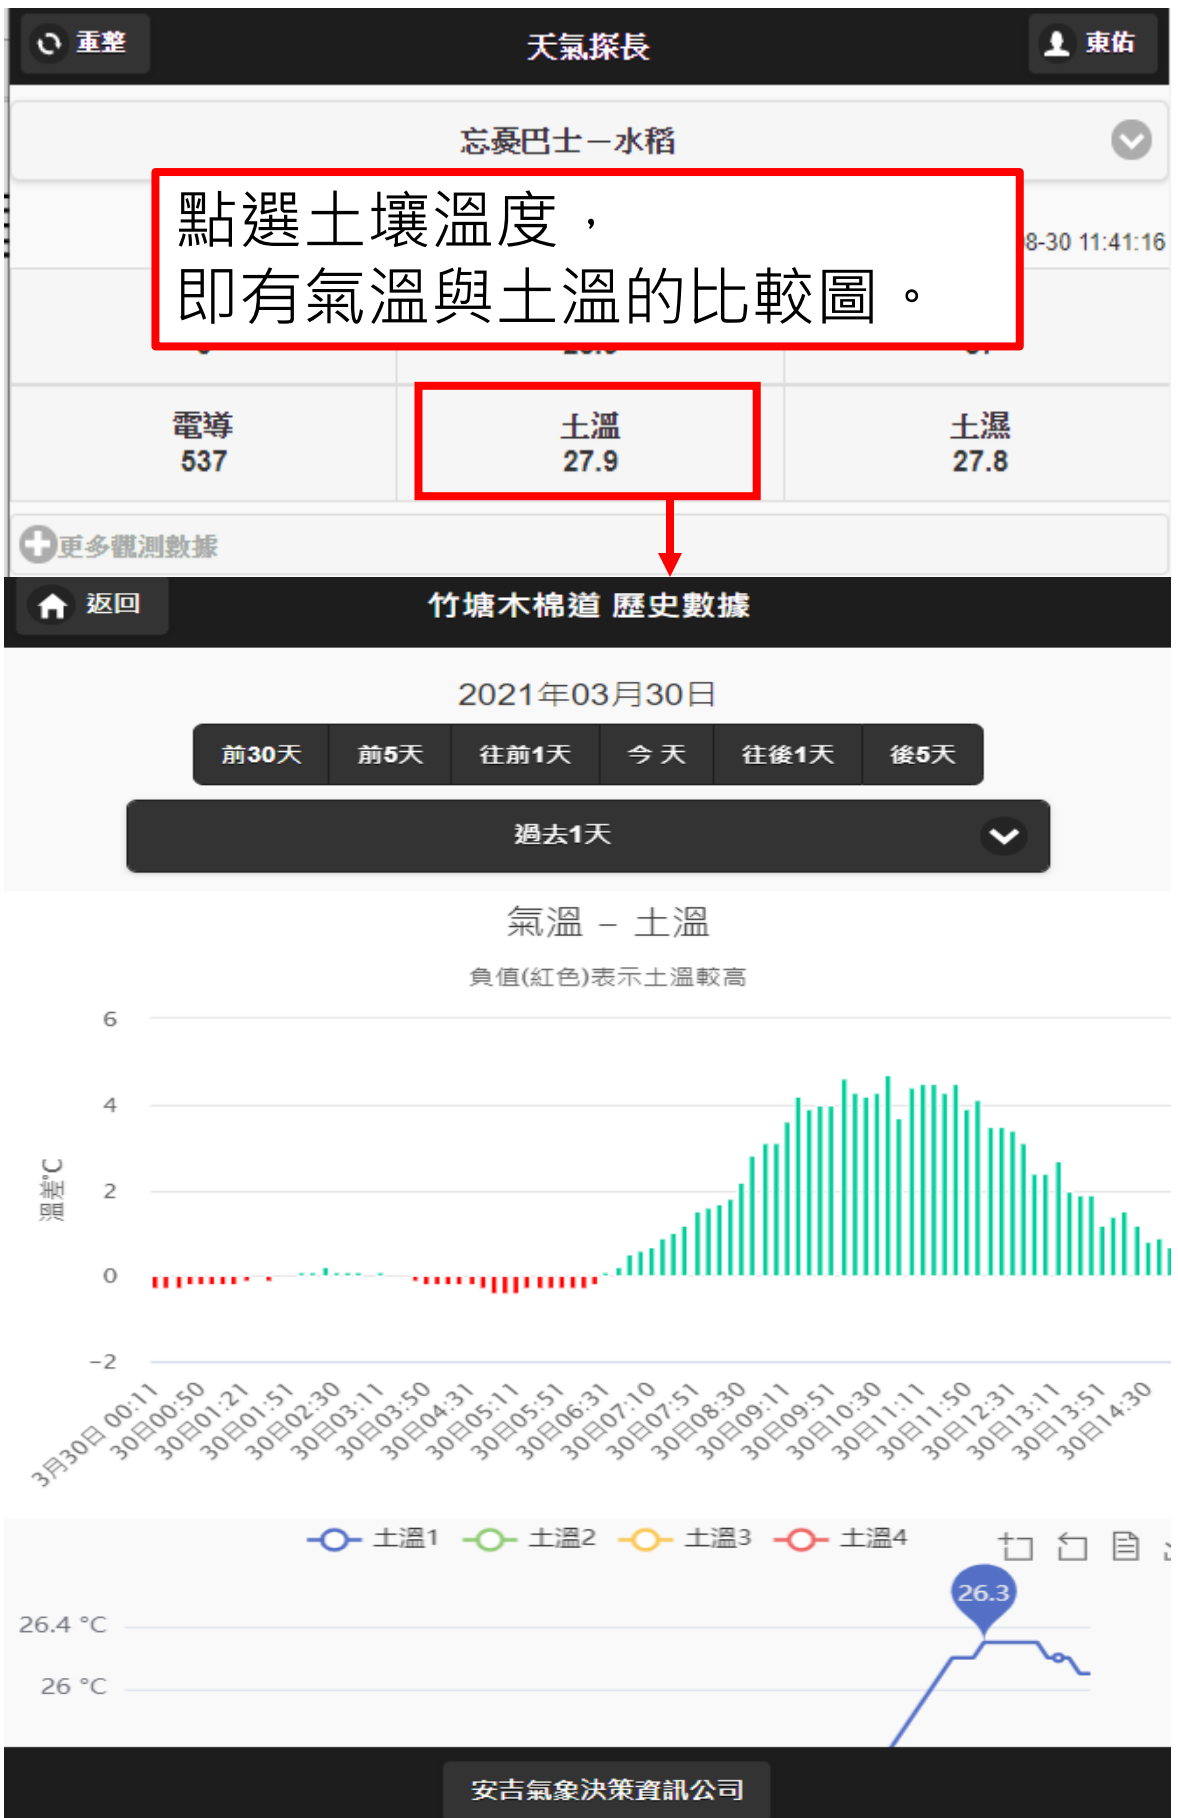 重整
天氣探長
東佑
忘憂巴士－水稻
點選土壤溫度，
即有氣溫與土溫的比較圖。
8-30 11:41:16
電導
537
土溫
27.9
土濕
27.8
更多觀測數據
返回
竹塘木棉道 歷史數據
2021年03月30日
前30天 前5天 往前1天 今 天 往後1天 後5天
過去1天
氣溫 – 土溫
負值(紅色)表示土溫較高
6
4
2
0
-2
溫差℃
3月30日 00:11
30日00:50
30日01:21
30日01:51
30日02:30
30日03:11
30日03:50
30日04:31
30日05:11
30日05:51
30日06:31
30日07:10
30日07:51
30日08:30
30日09:11
30日09:51
30日10:30
30日11:11
30日11:50
30日12:31
30日13:11
30日13:51
30日14:30
土溫1 土溫2 土溫3 土溫4
26.3
26.4 °C
26 °C
安吉氣象決策資訊公司